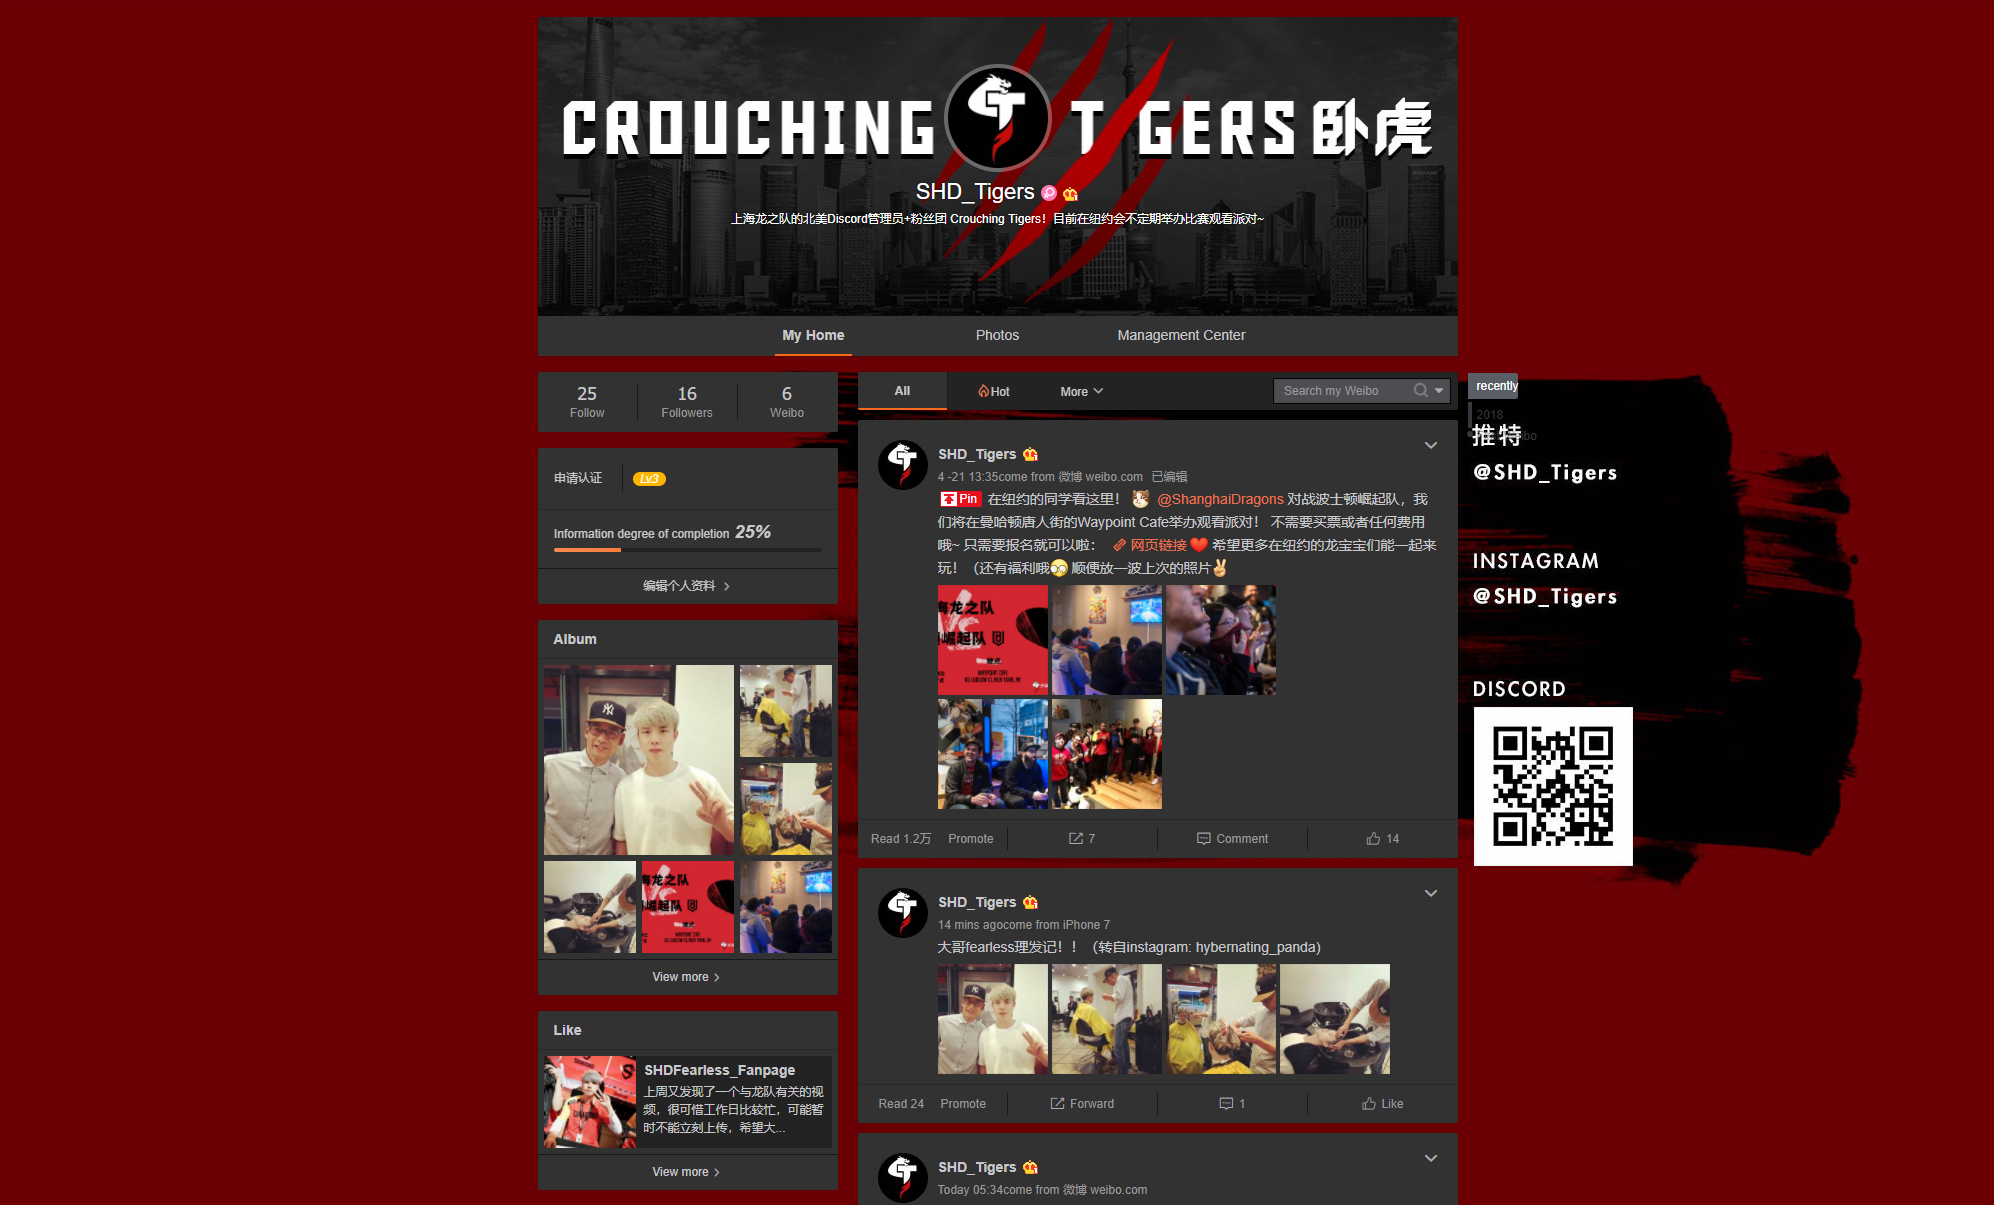 CROUCHING T GERS 卧虎
SHD_Tigers
上海龙之队的北美Discord管理员+粉丝团 Crouching Tigers！目前在纽约会不定期举办比赛观看派对~
My Home
Photos
Management Center
25
Follow
16
Followers
6
Weibo
申请认证
Lv3
Information degree of completion 25%
编辑个人资料
Album
海龙之队
崛起队
WAYPOINT CAFE
View more
Like
SHDFearless_Fanpage
上周又发现了一个与龙队有关的视
频，很可惜工作日比较忙，可能暂
时不能立刻上传，希望大...
View more
All
Hot
More
Search my Weibo
SHD_Tigers
4 -21 13:35come from 微博 weibo.com 已编辑
Pin 在纽约的同学看这里！ @ShanghaiDragons 对战波士顿崛起队，我
们将在曼哈顿唐人街的Waypoint Cafe举办观看派对！ 不需要买票或者任何费用
哦~ 只需要报名就可以啦： 网页链接 希望更多在纽约的龙宝宝们能一起来
玩！（还有福利哦 顺便放一波上次的照片
海龙之队
崛起队
WAYPOINT CAFE
Read 1.2万
Promote
7
Comment
14
SHD_Tigers
14 mins agocome from iPhone 7
大哥fearless理发记！！（转自instagram: hybernating_panda)
Read 24
Promote
Forward
1
Like
SHD_Tigers
Today 05:34come from 微博 weibo.com
recently
2018
推特
@SHD_Tigers
INSTAGRAM
@SHD_Tigers
DISCORD